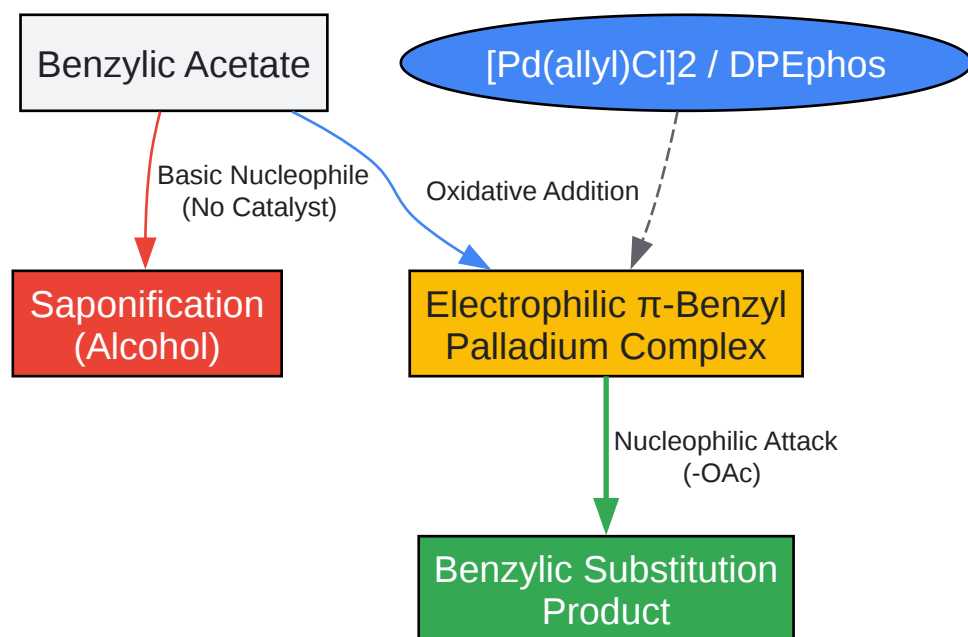 Benzylic Acetate
[Pd(allyl)Cl]2 / DPEphos
Basic Nucleophile
(No Catalyst)
Oxidative Addition
Saponification
(Alcohol)
Electrophilic π-Benzyl
Palladium Complex
Nucleophilic Attack
(-OAc)
Benzylic Substitution
Product